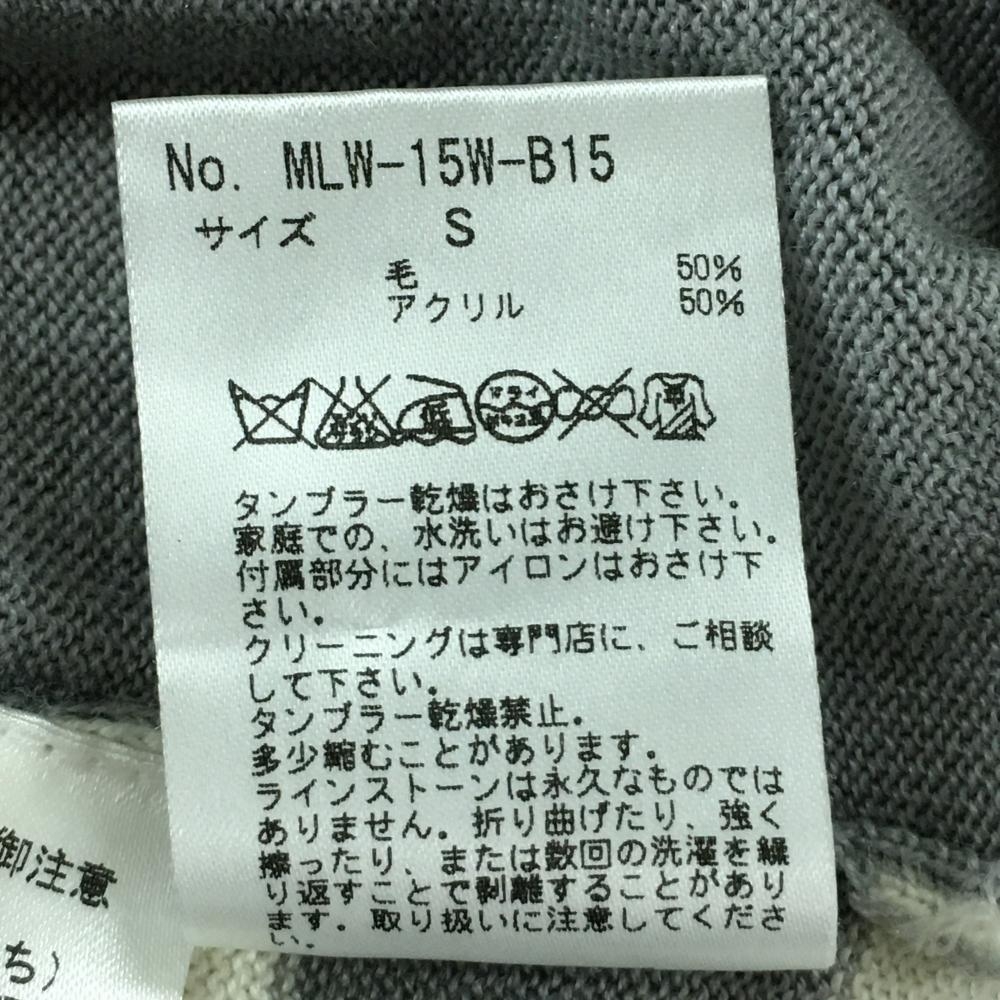 No. MLW-15W-B15
サイズ S
毛 50%
アクリル 50%
低
ドライ
平
タンブラー乾燥はおさけ下さい。
家庭での、水洗いはお避け下さい。
付属部分にはアイロンはおさけ下
さい。
クリーニングは専門店に、ご相談
して下さい。
タンブラー乾燥禁止。
多少縮むことがあります。
ラインストーンは永久なものでは
ありません。折り曲げたり、強く
擦ったり、または数回の洗濯を繰
り返すことで剥離することがあり
ます。取り扱いに注意してくださ
い。
御注意
ち)